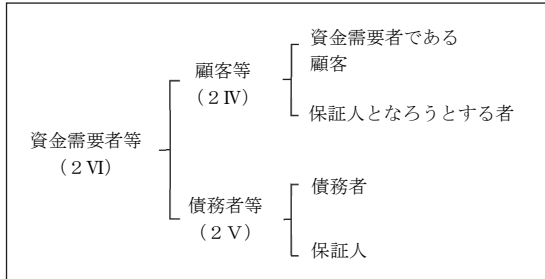 資金需要者等
(2Ⅵ)
顧客等
(2Ⅳ)
資金需要者である
顧客
保証人となろうとする者
債務者等
(2Ⅴ)
債務者
保証人